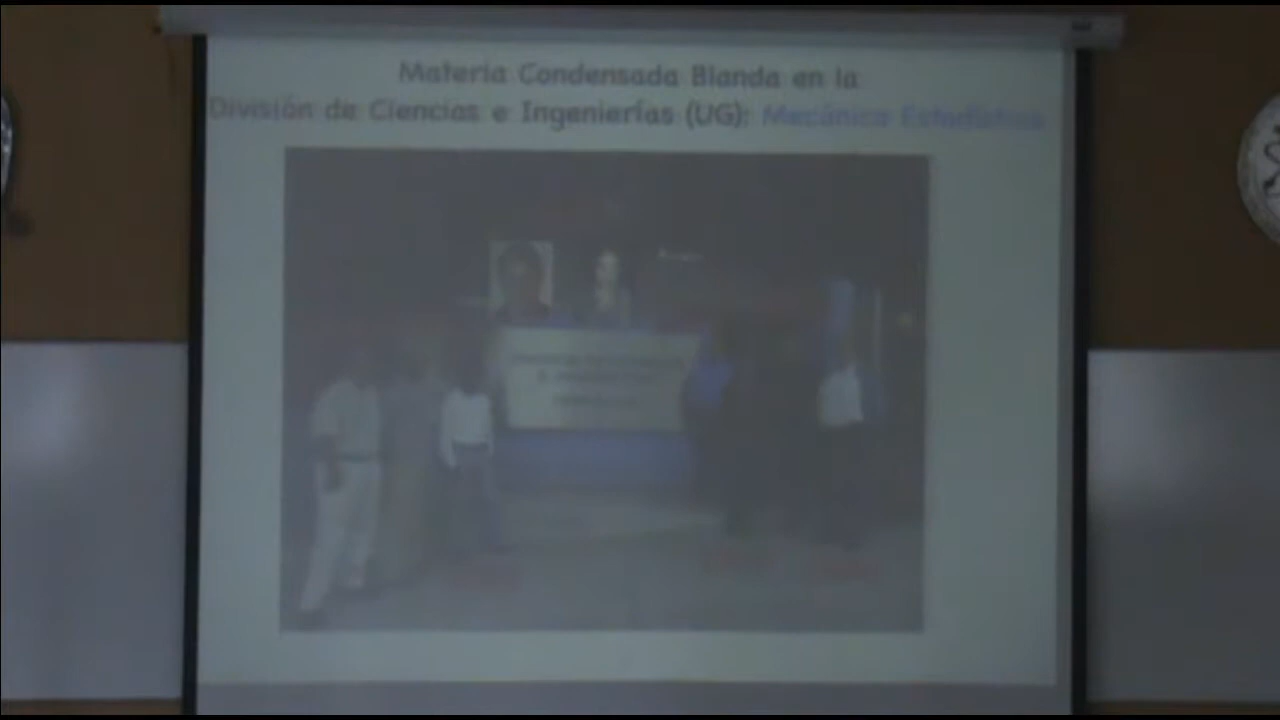 Materia Condensada Blanda en la
División de Ciencias e Ingenierías (UG): Mecánica Estadística